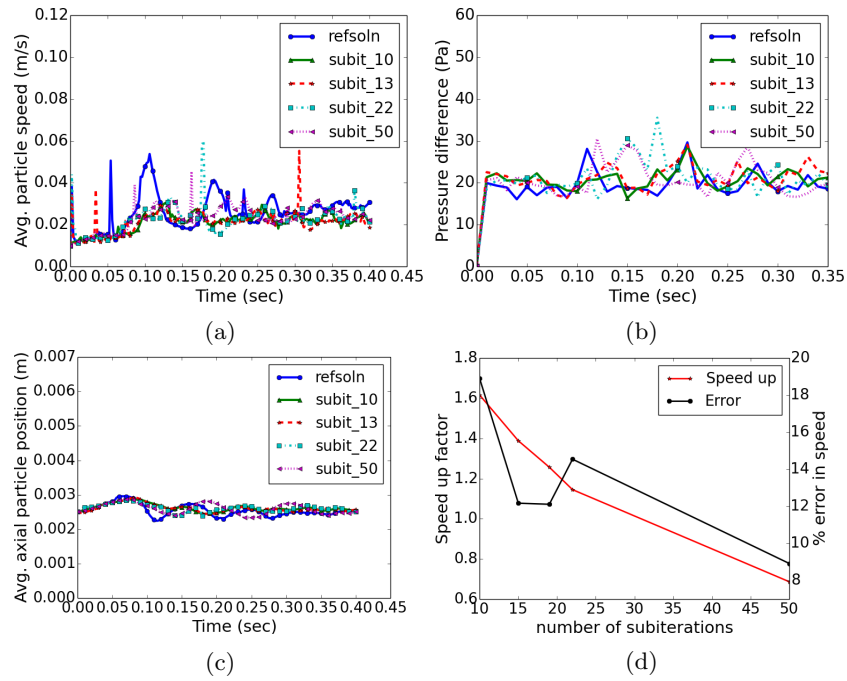 0.12
0.10
0.08
0.06
0.04
0.02
0.00
Avg. particle speed (m/s)
refsoln
subit_10
subit_13
subit_22
subit_50
0.00 0.05 0.10 0.15 0.20 0.25 0.30 0.35 0.40 0.45
Time (sec)
(a)
60
50
40
30
20
10
0
Pressure difference (Pa)
refsoln
subit_10
subit_13
subit_22
subit_50
0.00 0.05 0.10 0.15 0.20 0.25 0.30 0.35
Time (sec)
(b)
0.007
0.006
0.005
0.004
0.003
0.002
0.001
0.000
Avg. axial particle position (m)
refsoln
subit_10
subit_13
subit_22
subit_50
0.00 0.05 0.10 0.15 0.20 0.25 0.30 0.35 0.40 0.45
Time (sec)
(c)
1.8
1.6
1.4
1.2
1.0
0.8
0.6
Speed up factor
Speed up
Error
20
18
16
14
12
10
8
% error in speed
10 15 20 25 30 35 40 45 50
number of subiterations
(d)